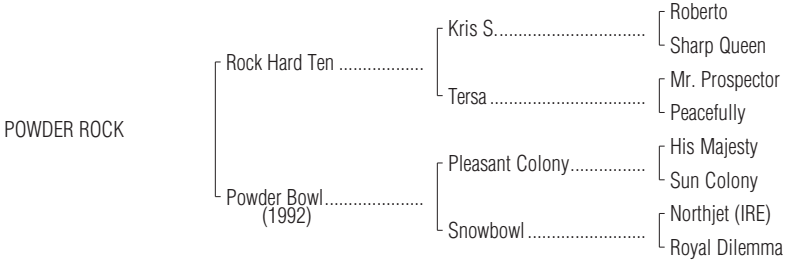 Roberto
Kris S..............................
Sharp Queen
Rock Hard Ten ..................
Mr. Prospector
Tersa .................................
Peacefully
POWDER ROCK
His Majesty
Pleasant Colony................
Sun Colony
Powder Bowl.....................
(1992)
Northjet (IRE)
Snowbowl .........................
Royal Dilemma